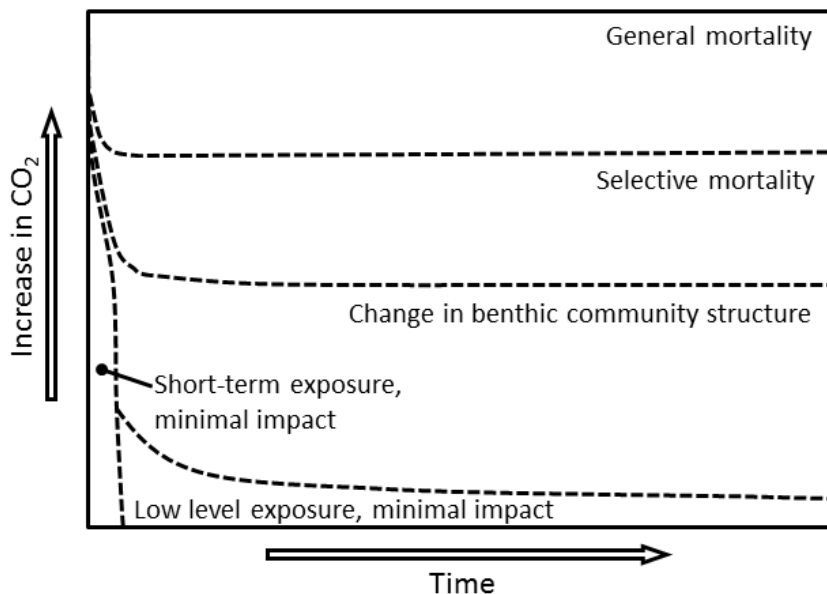 General mortality
Selective mortality
Change in benthic community structure
Short-term exposure,
minimal impact
Low level exposure, minimal impact
Increase in CO₂
Time